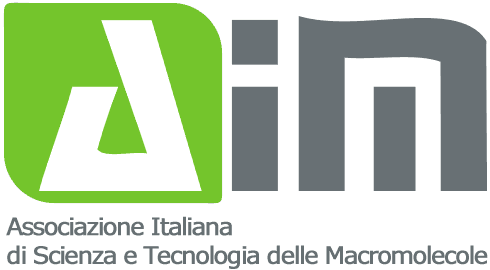 Aim
Associazione Italiana
di Scienza e Tecnologia delle Macromolecole